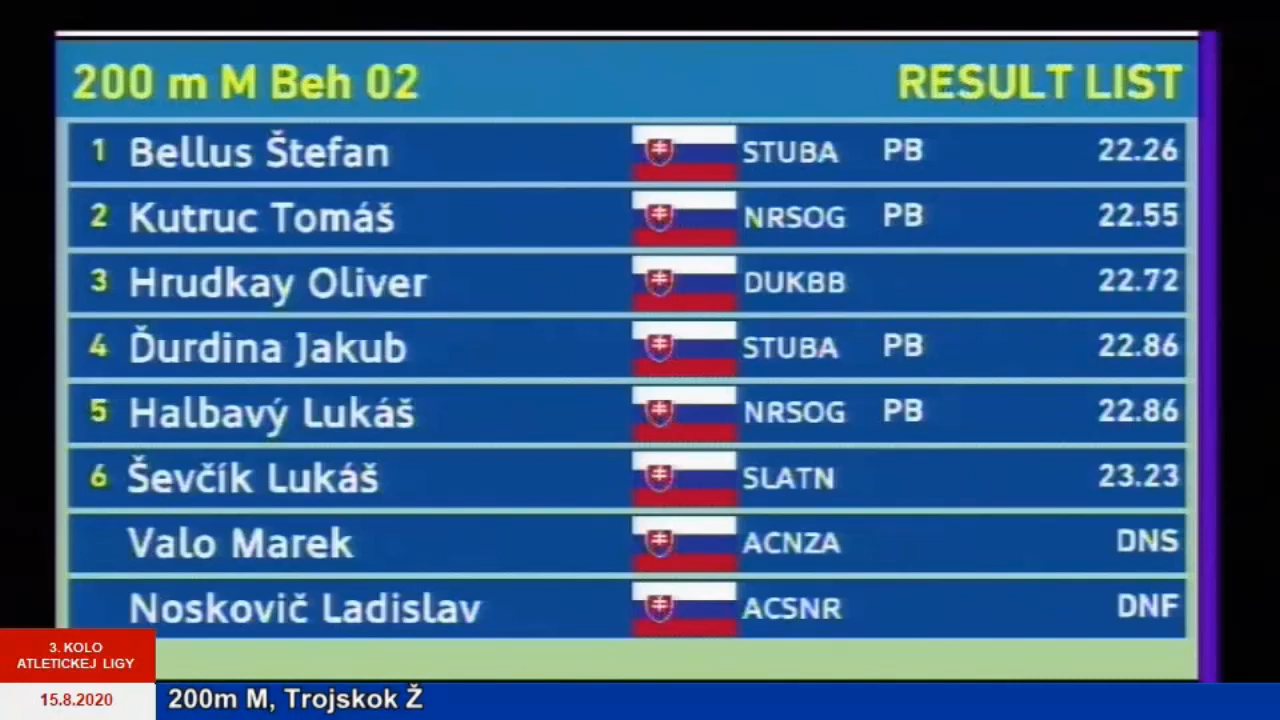 200 m M Beh 02 RESULT LIST
1 Bellus Štefan STUBA PB 22.26
2 Kutruc Tomáš NRSOG PB 22.55
3 Hrudkay Oliver DUKBB 22.72
4 Ďurdina Jakub STUBA PB 22.86
5 Halbavý Lukáš NRSOG PB 22.86
6 Ševčík Lukáš SLATN 23.23
Valo Marek ACNZA DNS
Noskovič Ladislav ACSNR DNF
3. KOLO
ATLETICKEJ LIGY
15.8.2020
200m M, Trojskok Ž